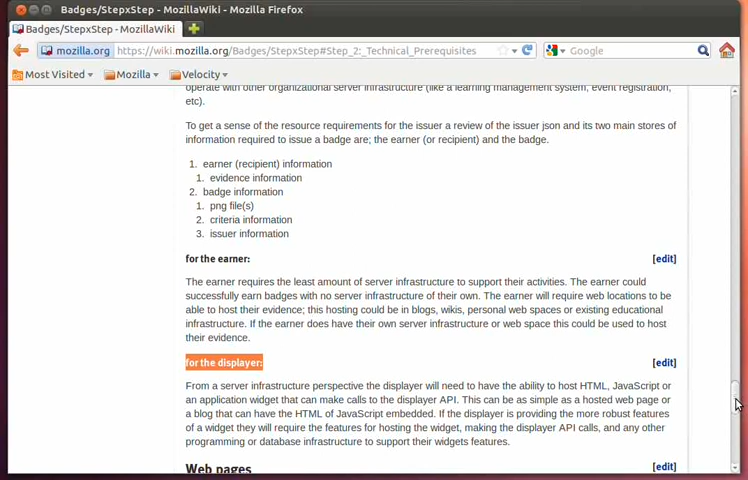 Badges/StepxStep - MozillaWiki - Mozilla Firefox
Badges/StepxStep - MozillaWiki
mozilla.org https://wiki.mozilla.org/Badges/StepxStep#Step_2:_Technical_Prerequisites Google
Most Visited Mozilla Velocity
operate with other organizational server infrastructure (like a learning management system, event registration,
etc).
To get a sense of the resource requirements for the issuer a review of the issuer json and its two main stores of
information required to issue a badge are; the earner (or recipient) and the badge.
1. earner (recipient) information
1. evidence information
2. badge information
1. png file(s)
2. criteria information
3. issuer information
for the earner: [edit]
The earner requires the least amount of server infrastructure to support their activities. The earner could
successfully earn badges with no server infrastructure of their own. The earner will require web locations to be
able to host their evidence; this hosting could be in blogs, wikis, personal web spaces or existing educational
infrastructure. If the earner does have their own server infrastructure or web space this could be used to host
their evidence.
for the displayer: [edit]
From a server infrastructure perspective the displayer will need to have the ability to host HTML, JavaScript or
an application widget that can make calls to the displayer API. This can be as simple as a hosted web page or
a blog that can have the HTML of JavaScript embedded. If the displayer is providing the more robust features
of a widget they will require the features for hosting the widget, making the displayer API calls, and any other
programming or database infrastructure to support their widgets features.
Web pages [edit]